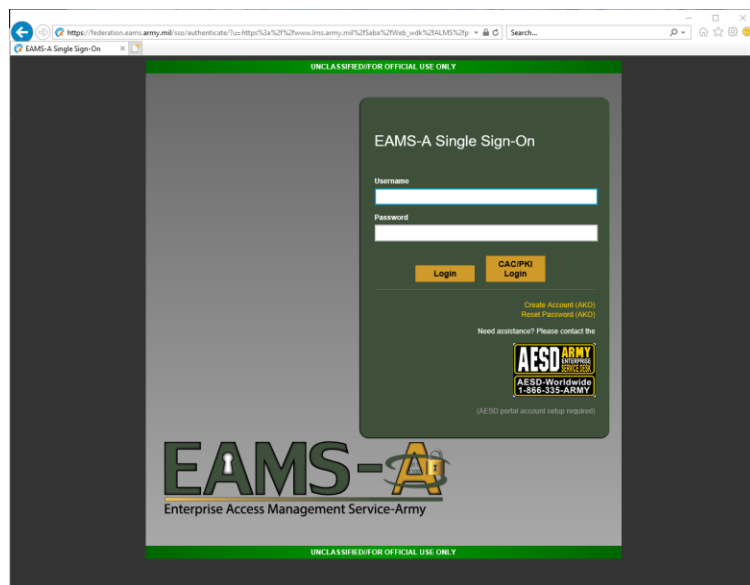 https://federation.eams.army.mil/sso/authenticate/?u=https%3a%2f%2fwww.lms.army.mil%2fSaba%2fWeb_wdk%2fALMS%2fp
Search...
EAMS-A Single Sign-On
UNCLASSIFIED//FOR OFFICIAL USE ONLY
EAMS-A Single Sign-On
Username
Password
Login
CAC/PKI
Login
Create Account (AKO)
Reset Password (AKO)
Need assistance? Please contact the
AESD ARMY
ENTERPRISE
SERVICE DESK
AESD-Worldwide
1-866-335-ARMY
(AESD portal account setup required)
EAMS-A
Enterprise Access Management Service-Army
UNCLASSIFIED//FOR OFFICIAL USE ONLY